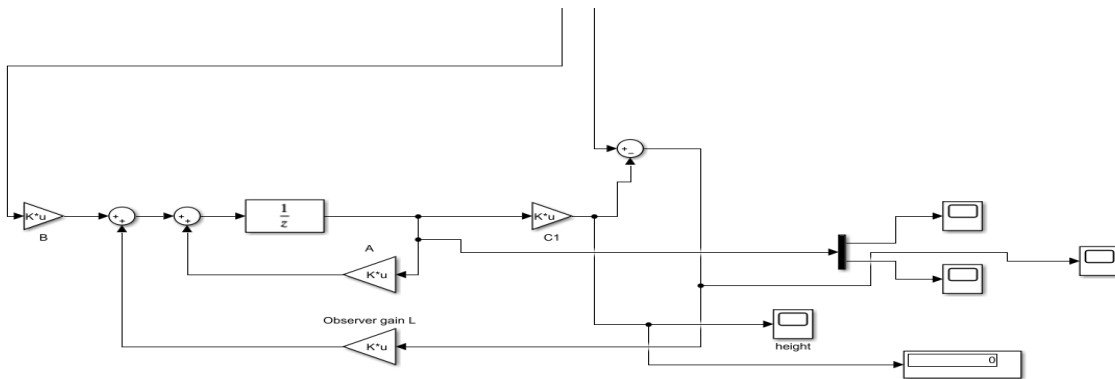 +
−
K*u
B
+
+
+
+
1
z
K*u
C1
A
K*u
Observer gain L
K*u
height
0